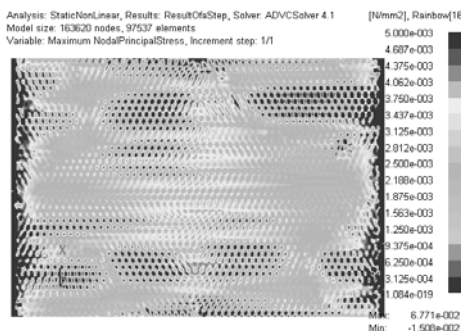 Analysis: StaticNonLinear, Results: ResultOfaStep, Solver: ADVCSolver 4.1
Model size: 163620 nodes, 97537 elements
Variable: Maximum NodalPrincipalStress, Increment step: 1/1
[N/mm2], Rainbow[18
5.000e-003
4.687e-003
4.375e-003
4.062e-003
3.750e-003
3.437e-003
3.125e-003
2.812e-003
2.500e-003
2.188e-003
1.875e-003
1.563e-003
1.250e-003
9.375e-004
6.250e-004
3.125e-004
1.084e-019
6.771e-002
Min: -1.508e-002
X